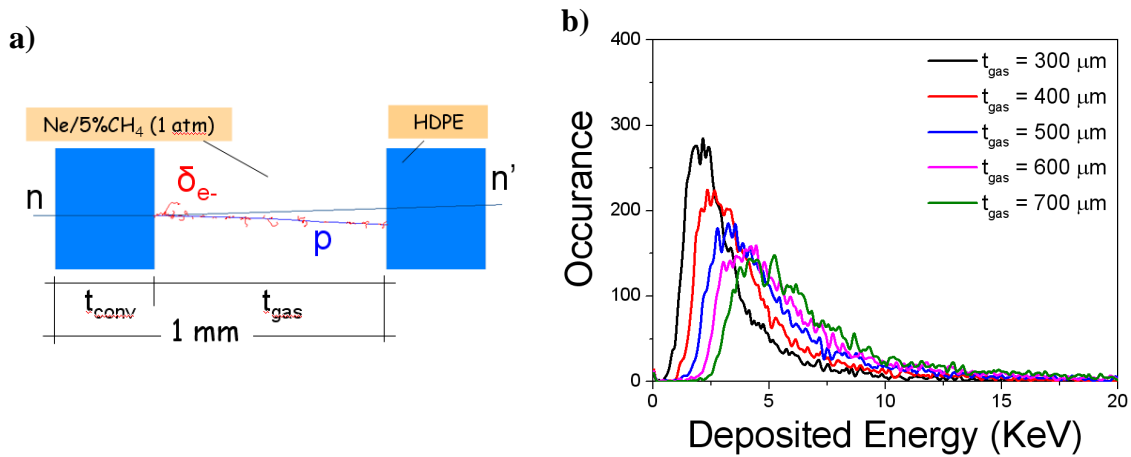 a)
Ne/5%CH₄ (1 atm)
HDPE
n
δe-
n'
p
tconv
tgas
1 mm
b)
400
300
200
100
0
Occurance
tgas = 300 μm
tgas = 400 μm
tgas = 500 μm
tgas = 600 μm
tgas = 700 μm
0 5 10 15 20
Deposited Energy (KeV)